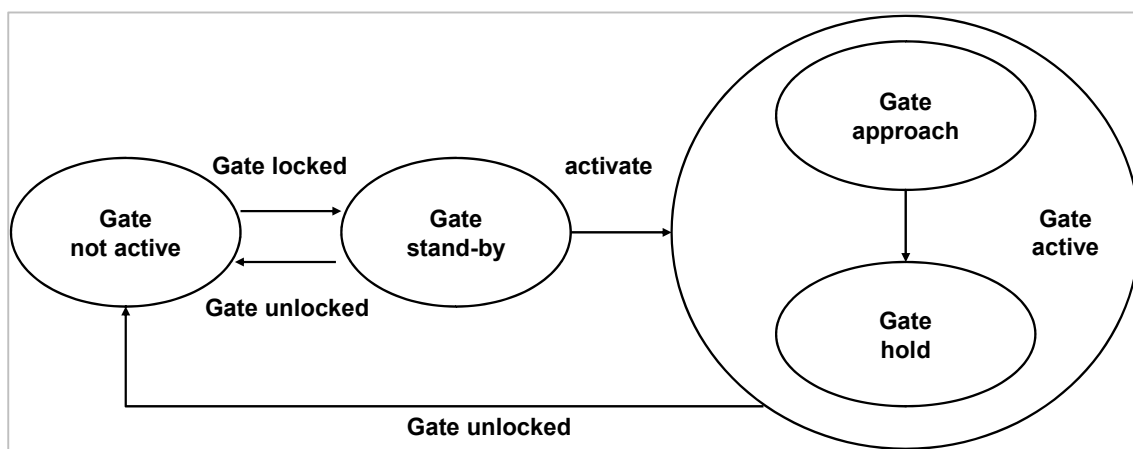 Gate
approach
Gate locked
activate
Gate
not active
Gate
stand-by
Gate
active
Gate unlocked
Gate
hold
Gate unlocked